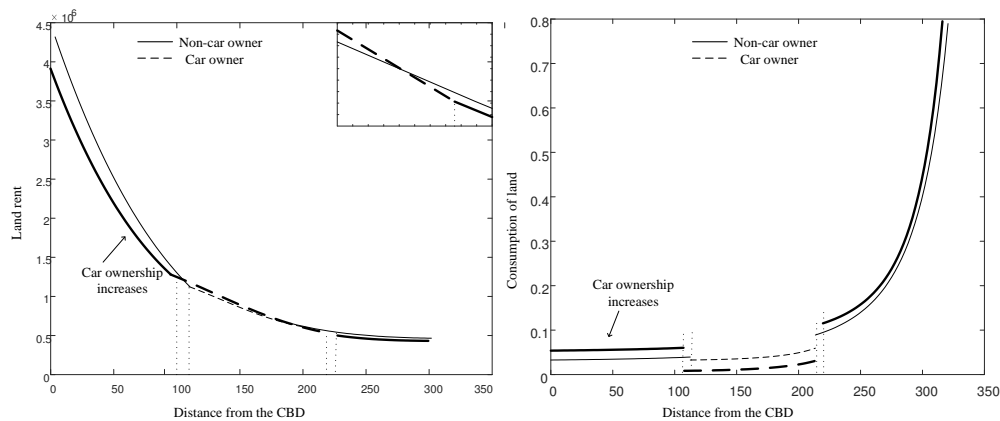 × 10⁶
4.5
4
3.5
3
2.5
2
1.5
1
0.5
0
Land rent
Non-car owner
Car owner
Car ownership
increases
0 50 100 150 200 250 300 350
Distance from the CBD
0.8
0.7
0.6
0.5
0.4
0.3
0.2
0.1
0
Consumption of land
Non-car owner
Car owner
Car ownership
increases
0 50 100 150 200 250 300 350
Distance from the CBD